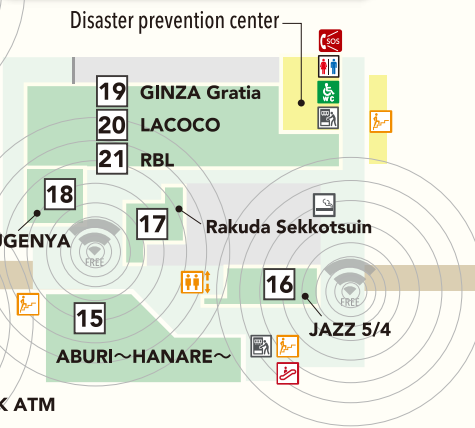 Disaster prevention center
SOS
19 GINZA Gratia
WC
20 LACOCO
21 RBL
18
17
Rakuda Sekkotsuin
UGENYA
FREE
16
FREE
15
JAZZ 5/4
ABURI～HANARE～
K ATM